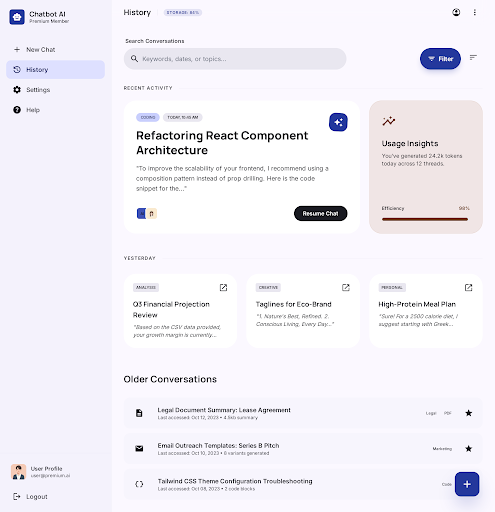 Chatbot AI
Premium Member
New Chat
History
Settings
Help
User Profile
user@premium.ai
Logout
History
STORAGE: 85%
Search Conversations
Keywords, dates, or topics...
Filter
RECENT ACTIVITY
CODING
TODAY, 10:45 AM
Refactoring React Component
Architecture
"To improve the scalability of your frontend, I recommend using a
composition pattern instead of prop drilling. Here is the code
snippet for the..."
Resume Chat
Usage Insights
You've generated 24.2k tokens
today across 12 threads.
Efficiency
98%
YESTERDAY
ANALYSIS
Q3 Financial Projection
Review
"Based on the CSV data provided,
your growth margin is currently...
CREATIVE
Taglines for Eco-Brand
"1. Nature's Best, Refined. 2.
Conscious Living, Every Day..."
PERSONAL
High-Protein Meal Plan
"Sure! For a 2500 calorie diet, I
suggest starting with Greek...
Older Conversations
Legal Document Summary: Lease Agreement
Last accessed: Oct 12, 2023 • 4.5kb summary
Legal
PDF
Email Outreach Templates: Series B Pitch
Last accessed: Oct 10, 2023 • 8 variants generated
Marketing
Tailwind CSS Theme Configuration Troubleshooting
Last accessed: Oct 08, 2023 • 2 code blocks
Code